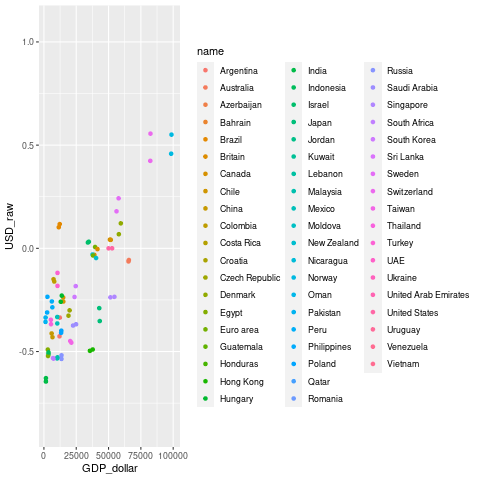 1.0
0.5
0.0
-0.5
USD_raw
0
25000
50000
75000
100000
GDP_dollar
name
Argentina
Australia
Azerbaijan
Bahrain
Brazil
Britain
Canada
Chile
China
Colombia
Costa Rica
Croatia
Czech Republic
Denmark
Egypt
Euro area
Guatemala
Honduras
Hong Kong
Hungary
India
Indonesia
Israel
Japan
Jordan
Kuwait
Lebanon
Malaysia
Mexico
Moldova
New Zealand
Nicaragua
Norway
Oman
Pakistan
Peru
Philippines
Poland
Qatar
Romania
Russia
Saudi Arabia
Singapore
South Africa
South Korea
Sri Lanka
Sweden
Switzerland
Taiwan
Thailand
Turkey
UAE
Ukraine
United Arab Emirates
United States
Uruguay
Venezuela
Vietnam